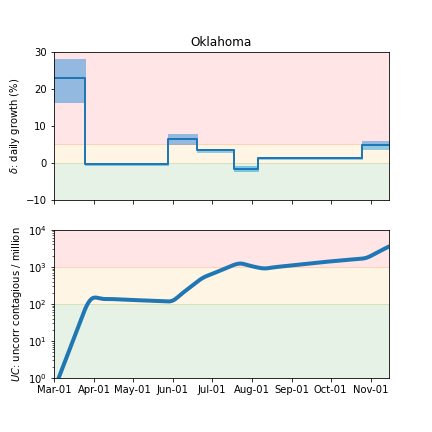 Oklahoma
30
20
10
0
−10
δ: daily growth (%)
10⁴
10³
10²
10¹
10⁰
UC: uncorr contagious / million
Mar-01 Apr-01 May-01 Jun-01 Jul-01 Aug-01 Sep-01 Oct-01 Nov-01